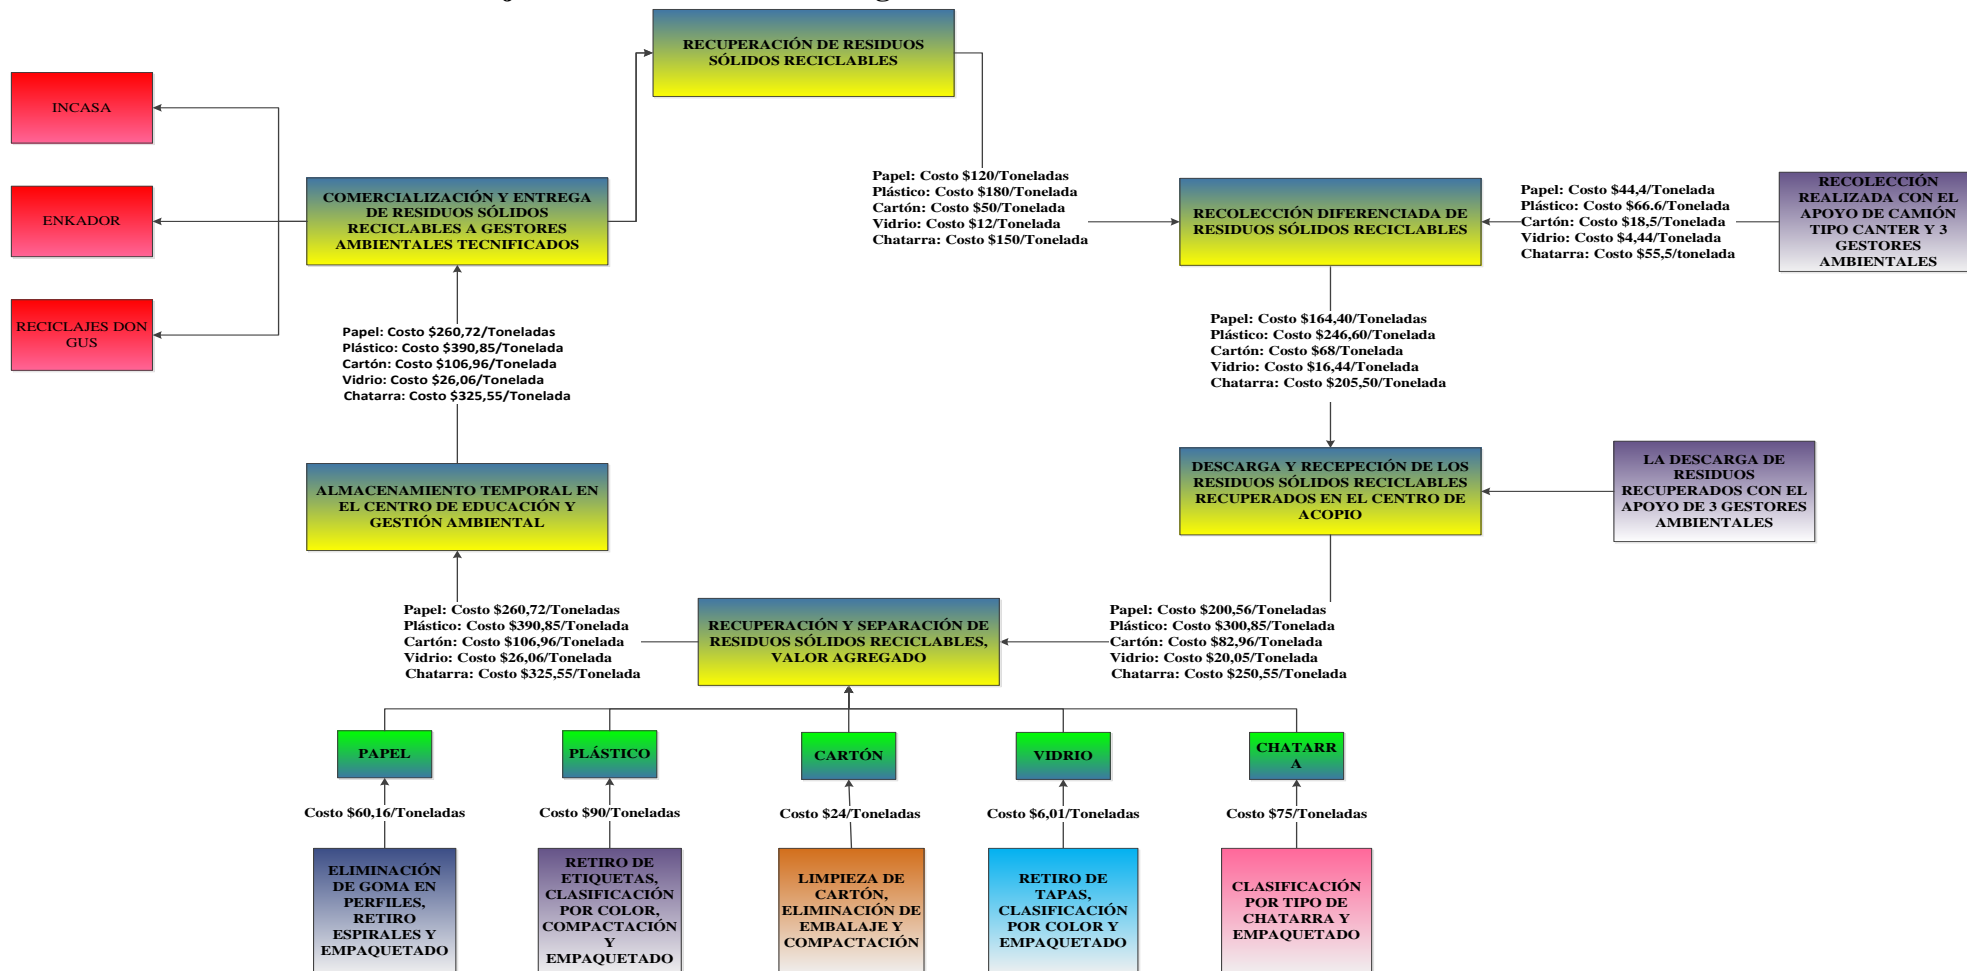 RECUPERACIÓN DE RESIDUOS
SÓLIDOS RECICLABLES
INCASA
ENKADOR
RECICLAJES DON
GUS
COMERCIALIZACIÓN Y ENTREGA
DE RESIDUOS SÓLIDOS
RECICLABLES A GESTORES
AMBIENTALES TECNIFICADOS
Papel: Costo $120/Toneladas
Plástico: Costo $180/Tonelada
Cartón: Costo $50/Tonelada
Vidrio: Costo $12/Tonelada
Chatarra: Costo $150/Tonelada
RECOLECCIÓN DIFERENCIADA DE
RESIDUOS SÓLIDOS RECICLABLES
Papel: Costo $44,4/Tonelada
Plástico: Costo $66.6/Tonelada
Cartón: Costo $18,5/Tonelada
Vidrio: Costo $4,44/Tonelada
Chatarra: Costo $55,5/tonelada
RECOLECCIÓN
REALIZADA CON EL
APOYO DE CAMIÓN
TIPO CANTER Y 3
GESTORES
AMBIENTALES
Papel: Costo $260,72/Toneladas
Plástico: Costo $390,85/Tonelada
Cartón: Costo $106,96/Tonelada
Vidrio: Costo $26,06/Tonelada
Chatarra: Costo $325,55/Tonelada
Papel: Costo $164,40/Toneladas
Plástico: Costo $246,60/Tonelada
Cartón: Costo $68/Tonelada
Vidrio: Costo $16,44/Tonelada
Chatarra: Costo $205,50/Tonelada
ALMACENAMIENTO TEMPORAL EN
EL CENTRO DE EDUCACIÓN Y
GESTIÓN AMBIENTAL
DESCARGA Y RECEPECIÓN DE LOS
RESIDUOS SÓLIDOS RECICLABLES
RECUPERADOS EN EL CENTRO DE
ACOPIO
LA DESCARGA DE
RESIDUOS
RECUPERADOS CON EL
APOYO DE 3 GESTORES
AMBIENTALES
Papel: Costo $260,72/Toneladas
Plástico: Costo $390,85/Tonelada
Cartón: Costo $106,96/Tonelada
Vidrio: Costo $26,06/Tonelada
Chatarra: Costo $325,55/Tonelada
RECUPERACIÓN Y SEPARACIÓN DE
RESIDUOS SÓLIDOS RECICLABLES,
VALOR AGREGADO
Papel: Costo $200,56/Toneladas
Plástico: Costo $300,85/Tonelada
Cartón: Costo $82,96/Tonelada
Vidrio: Costo $20,05/Tonelada
Chatarra: Costo $250,55/Tonelada
PAPEL
PLÁSTICO
CARTÓN
VIDRIO
CHATARR
A
Costo $60,16/Toneladas
Costo $90/Toneladas
Costo $24/Toneladas
Costo $6,01/Toneladas
Costo $75/Toneladas
ELIMINACIÓN
DE GOMA EN
PERFILES,
RETIRO
ESPIRALES Y
EMPAQUETADO
RETIRO DE
ETIQUETAS,
CLASIFICACIÓN
POR COLOR,
COMPACTACIÓN
Y
EMPAQUETADO
LIMPIEZA DE
CARTÓN,
ELIMINACIÓN DE
EMBALAJE Y
COMPACTACIÓN
RETIRO DE
TAPAS,
CLASIFICACIÓN
POR COLOR Y
EMPAQUETADO
CLASIFICACIÓN
POR TIPO DE
CHATARRA Y
EMPAQUETADO